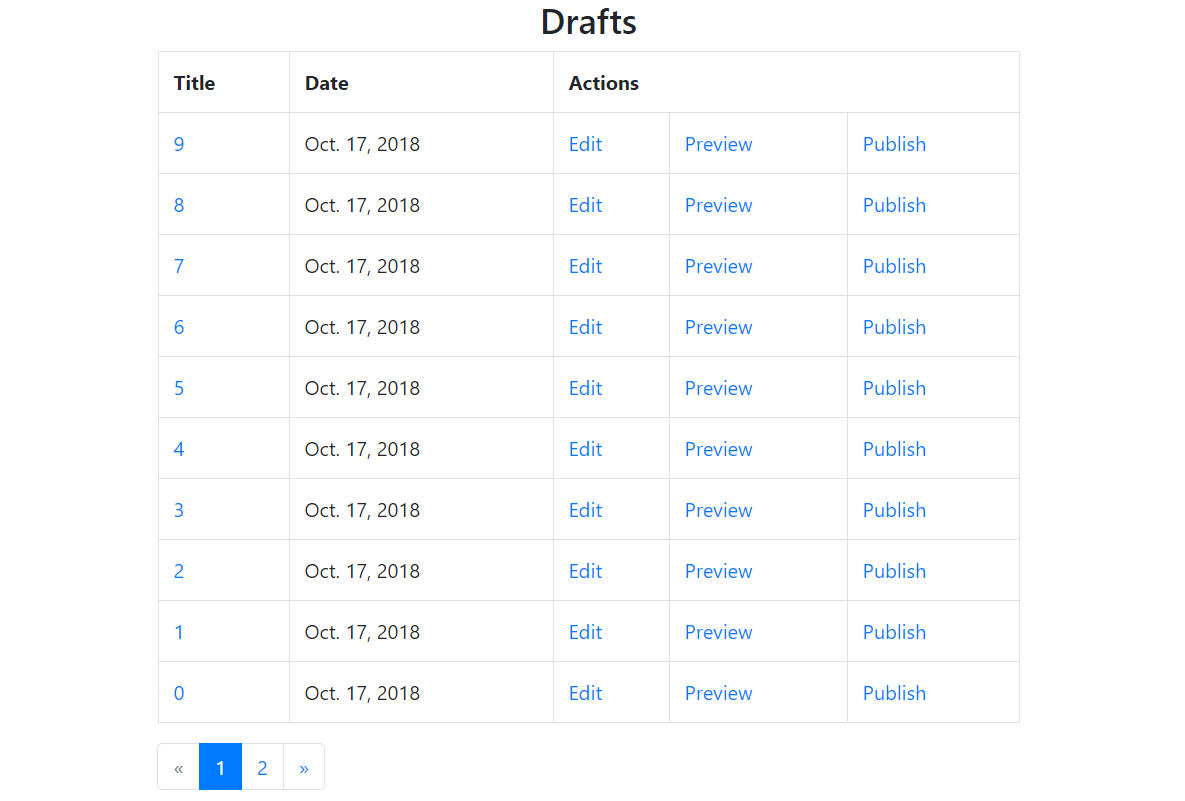 Drafts
Title Date Actions
9 Oct. 17, 2018 Edit Preview Publish
8 Oct. 17, 2018 Edit Preview Publish
7 Oct. 17, 2018 Edit Preview Publish
6 Oct. 17, 2018 Edit Preview Publish
5 Oct. 17, 2018 Edit Preview Publish
4 Oct. 17, 2018 Edit Preview Publish
3 Oct. 17, 2018 Edit Preview Publish
2 Oct. 17, 2018 Edit Preview Publish
1 Oct. 17, 2018 Edit Preview Publish
0 Oct. 17, 2018 Edit Preview Publish
« 1 2 »